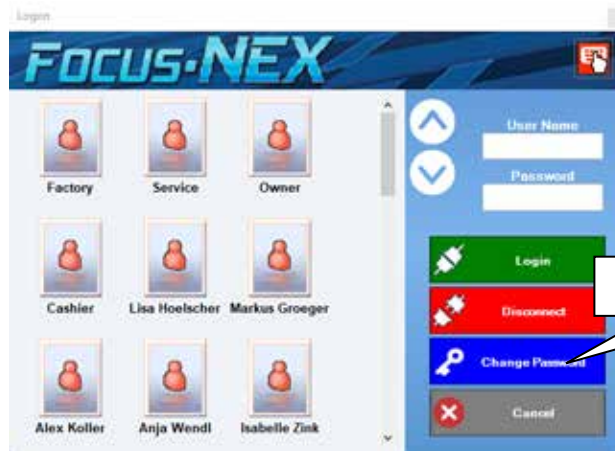 Login
Focus-NEX
User Name
Password
Factory Service Owner
Cashier Lisa Hoelscher Markus Groeger
Alex Koller Anja Wendl Isabelle Zink
Login
Disconnect
Change Password
Cancel